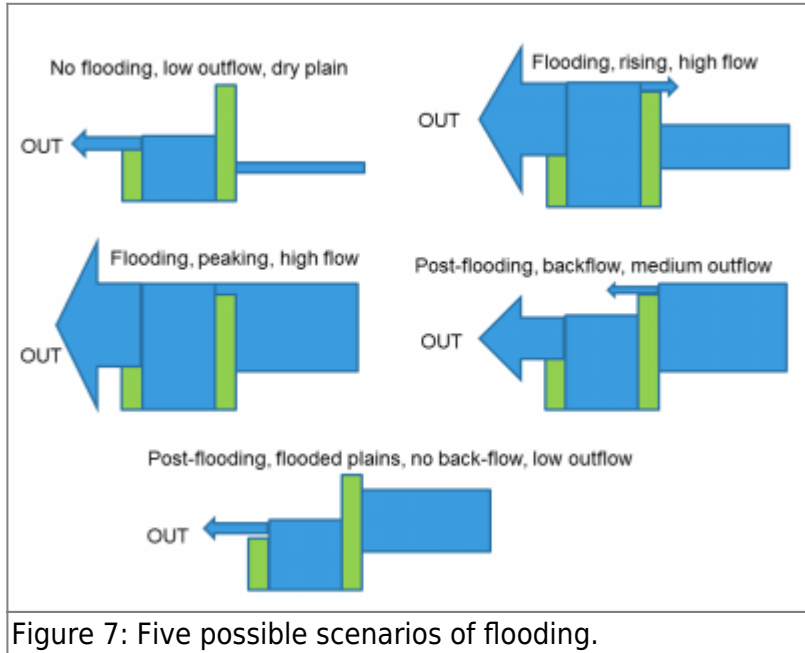 No flooding, low outflow, dry plain
OUT
Flooding, rising, high flow
OUT
Flooding, peaking, high flow
OUT
Post-flooding, backflow, medium outflow
OUT
Post-flooding, flooded plains, no back-flow, low outflow
OUT
Figure 7: Five possible scenarios of flooding.